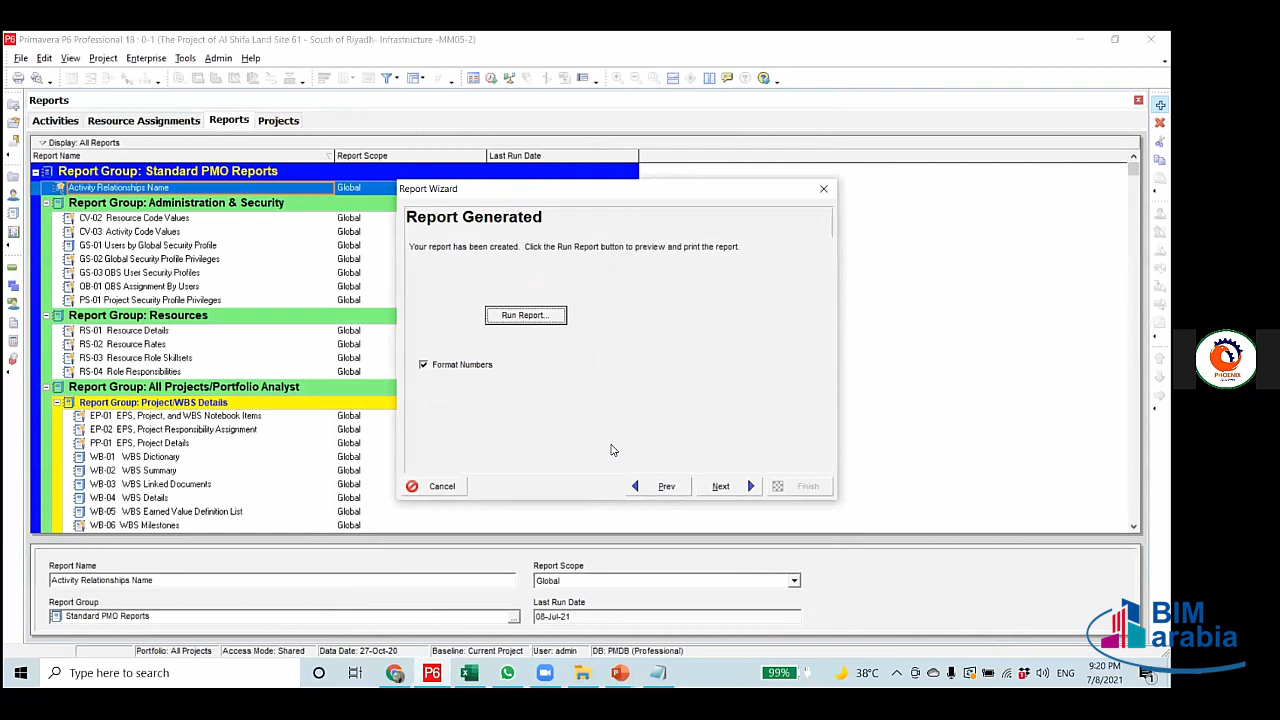 P6 Primavera P6 Professional 18 : 0-1 (The Project of Al Shifa Land Site 61 - South of Riyadh- Infrastructure -MM05-2)
File Edit View Project Enterprise Tools Admin Help
Reports
Activities Resource Assignments Reports Projects
Display: All Reports
Report Name Report Scope Last Run Date
Report Group: Standard PMO Reports
Activity Relationships Name Global
Report Group: Administration & Security
CV-02 Resource Code Values Global
CV-03 Activity Code Values Global
GS-01 Users by Global Security Profile Global
GS-02 Global Security Profile Privileges Global
GS-03 OBS User Security Profiles Global
OB-01 OBS Assignment By Users Global
PS-01 Project Security Profile Privileges Global
Report Group: Resources
RS-01 Resource Details Global
RS-02 Resource Rates Global
RS-03 Resource Role Skillsets Global
RS-04 Role Responsibilities Global
Report Group: All Projects/Portfolio Analyst
Report Group: Project/WBS Details
EP-01 EPS, Project, and WBS Notebook Items Global
EP-02 EPS, Project Responsibility Assignment Global
PP-01 EPS, Project Details Global
WB-01 WBS Dictionary Global
WB-02 WBS Summary Global
WB-03 WBS Linked Documents Global
WB-04 WBS Details Global
WB-05 WBS Earned Value Definition List Global
WB-06 WBS Milestones Global
Report Wizard
Report Generated
Your report has been created. Click the Run Report button to preview and print the report.
Run Report...
Format Numbers
Cancel Prev Next Finish
Report Name Report Scope
Activity Relationships Name Global
Report Group Last Run Date
Standard PMO Reports ... 08-Jul-21
Portfolio: All Projects Access Mode: Shared Data Date: 27-Oct-20 Baseline: Current Project User: admin DB: PMDB (Professional)
Type here to search P6 99% 38°C ENG 9:20 PM
7/8/2021 1
PHOENIX
BIM
arabia